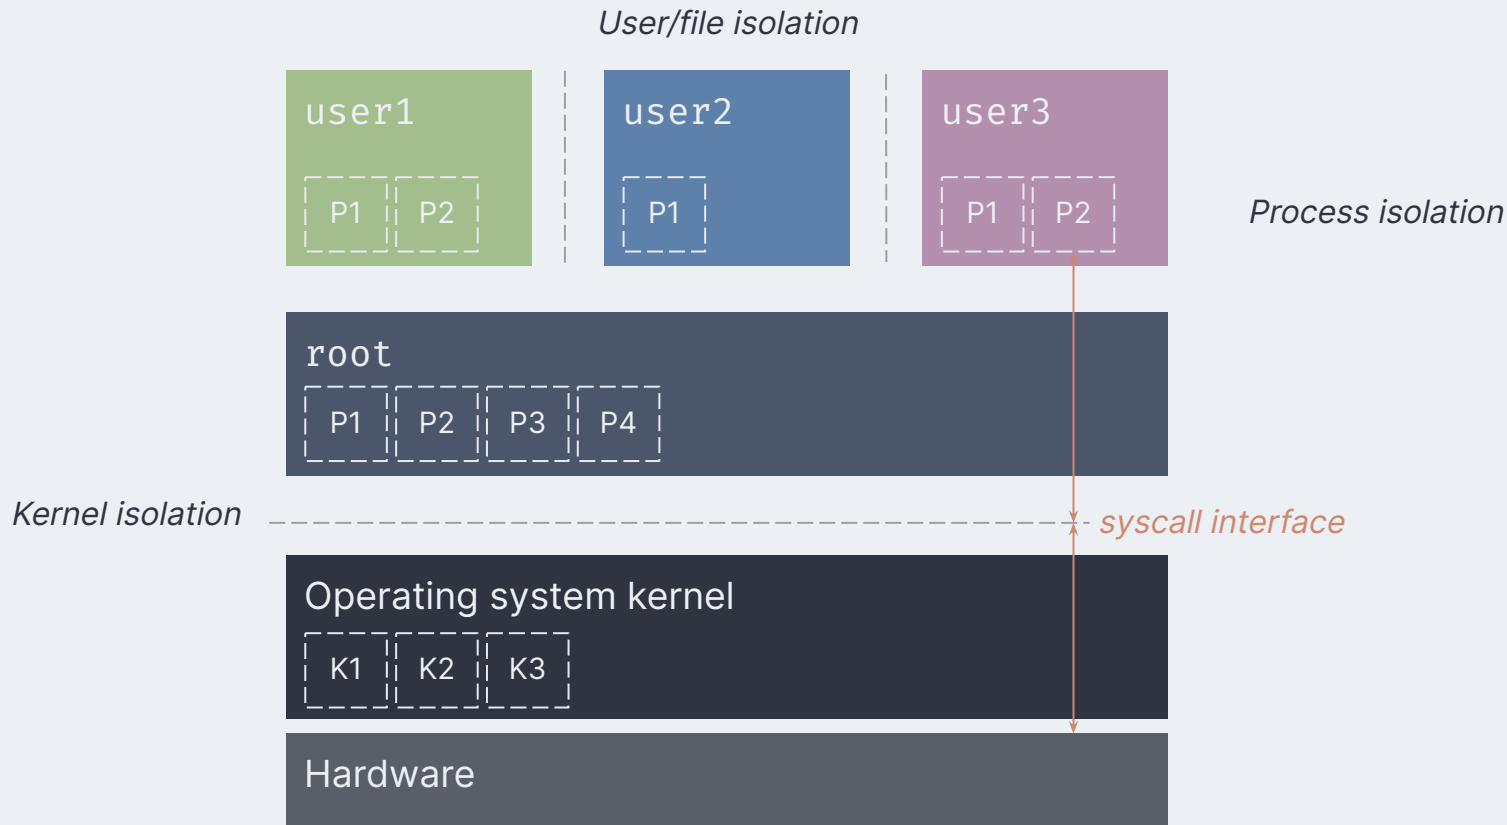 User/file isolation
user1
user2
user3
P1 P2
P1
P1 P2
Process isolation
root
P1 P2 P3 P4
Kernel isolation
syscall interface
Operating system kernel
K1 K2 K3
Hardware